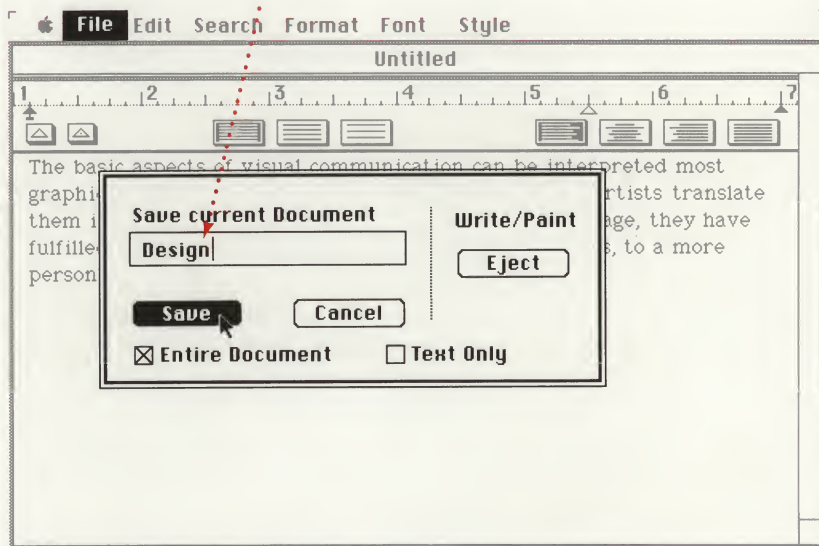 File Edit Search Format Font Style
Untitled
1 2 3 4 5 6 7
The basic aspects of visual communication can be interpreted most
graphi rtists translate
them i age, they have
fulfille s, to a more
person
Save current Document
Write/Paint
Design
Eject
Save Cancel
Entire Document Text Only